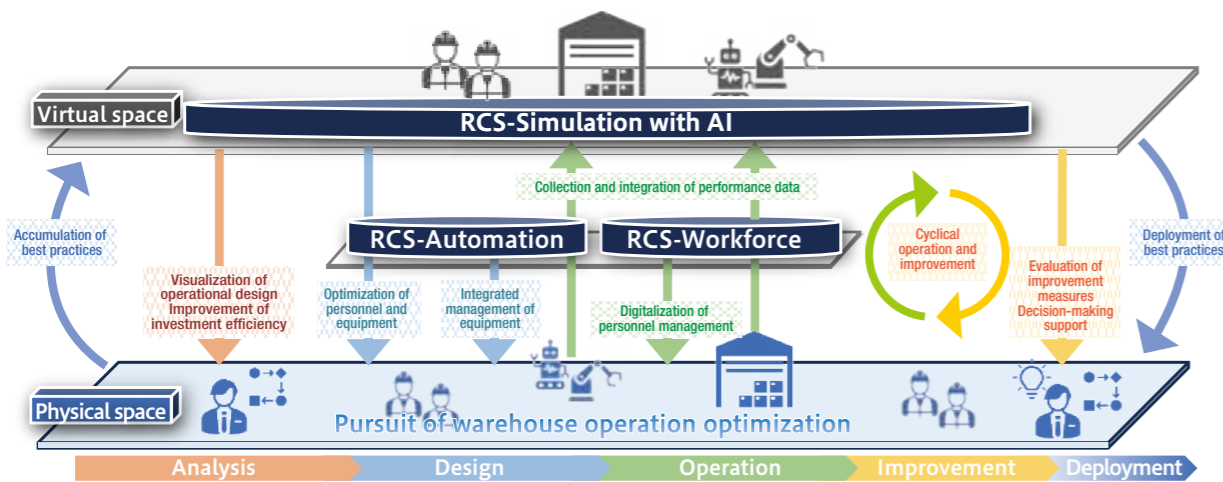 Virtual space
RCS-Simulation with AI
Collection and integration of performance data
Accumulation of
best practices
RCS-Automation
RCS-Workforce
Cyclical
operation and
improvement
Deployment of
best practices
Visualization of
operational design
Improvement of
investment efficiency
Optimization of
personnel and
equipment
Integrated
management of
equipment
Digitalization of
personnel management
Evaluation of
improvement
measures
Decision-making
support
Physical space
Pursuit of warehouse operation optimization
Analysis
Design
Operation
Improvement
Deployment